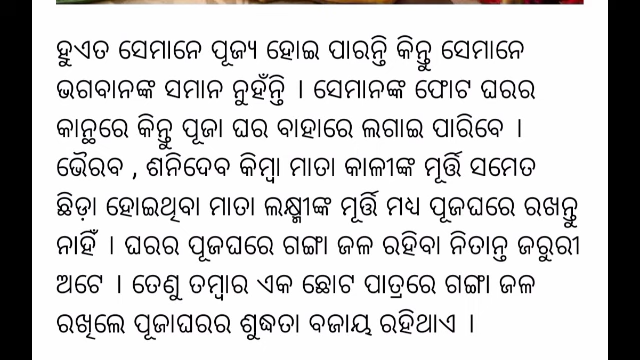 ହୁଏତ ସେମାନେ ପୂଜ୍ୟ ହୋଇ ପାରନ୍ତି କିନ୍ତୁ ସେମାନେ
ଭଗବାନଙ୍କ ସମାନ ନୁହଁନ୍ତି । ସେମାନଙ୍କ ଫୋଟ ଘରର
କାନ୍ଥରେ କିନ୍ତୁ ପୂଜା ଘର ବାହାରେ ଲଗାଇ ପାରିବେ ।
ଭୈରବ , ଶନିଦେବ କିମ୍ବା ମାତା କାଳୀଙ୍କ ମୂର୍ତ୍ତି ସମେତ
ଛିଡ଼ା ହୋଇଥିବା ମାତା ଲକ୍ଷ୍ମୀଙ୍କ ମୂର୍ତ୍ତି ମଧ୍ୟ ପୂଜଘରେ ରଖନ୍ତୁ
ନାହିଁ । ଘରର ପୂଜଘରେ ଗଙ୍ଗା ଜଳ ରହିବା ନିତାନ୍ତ ଜରୁରୀ
ଅଟେ । ତେଣୁ ତମ୍ବାର ଏକ ଛୋଟ ପାତ୍ରରେ ଗଙ୍ଗା ଜଳ
ରଖିଲେ ପୂଜାଘରର ଶୁଦ୍ଧତା ବଜାୟ ରହିଥାଏ ।